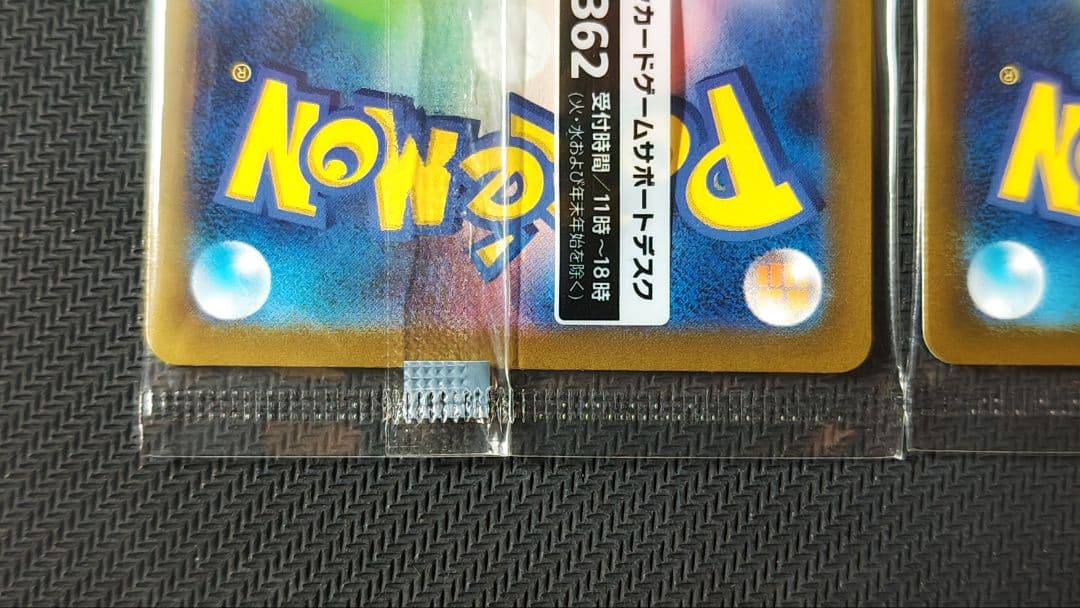 カードゲームサポートデスク
862
受付時間/11時～18時
(火・水および年末年始を除く)
POKéMON
®
®